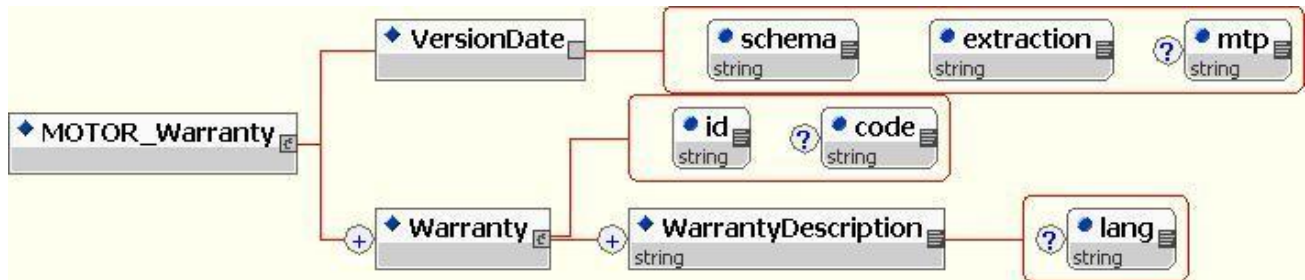 VersionDate
schema
string
extraction
string
?
mtp
string
MOTOR_Warranty
id
string
?
code
string
+
Warranty
+
WarrantyDescription
string
?
lang
string